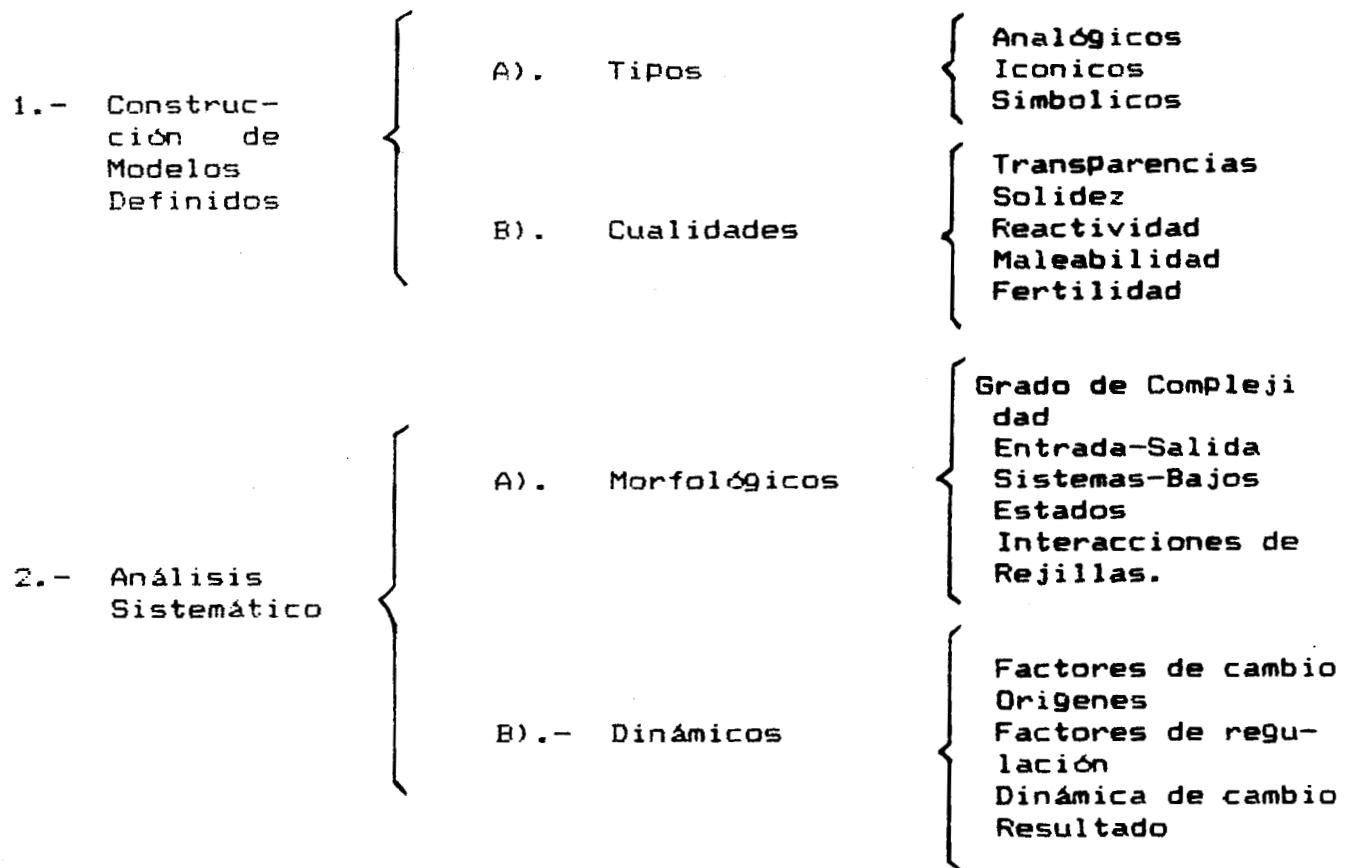 1.- Construc-
ción de
Modelos
Definidos
A). Tipos
Analógicos
Iconicos
Simbolicos
B). Cualidades
Transparencias
Solidez
Reactividad
Maleabilidad
Fertilidad
2.- Análisis
Sistemático
A). Morfológicos
Grado de Compleji
dad
Entrada-Salida
Sistemas-Bajos
Estados
Interacciones de
Rejillas.
B).- Dinámicos
Factores de cambio
Origenes
Factores de regu-
lación
Dinámica de cambio
Resultado